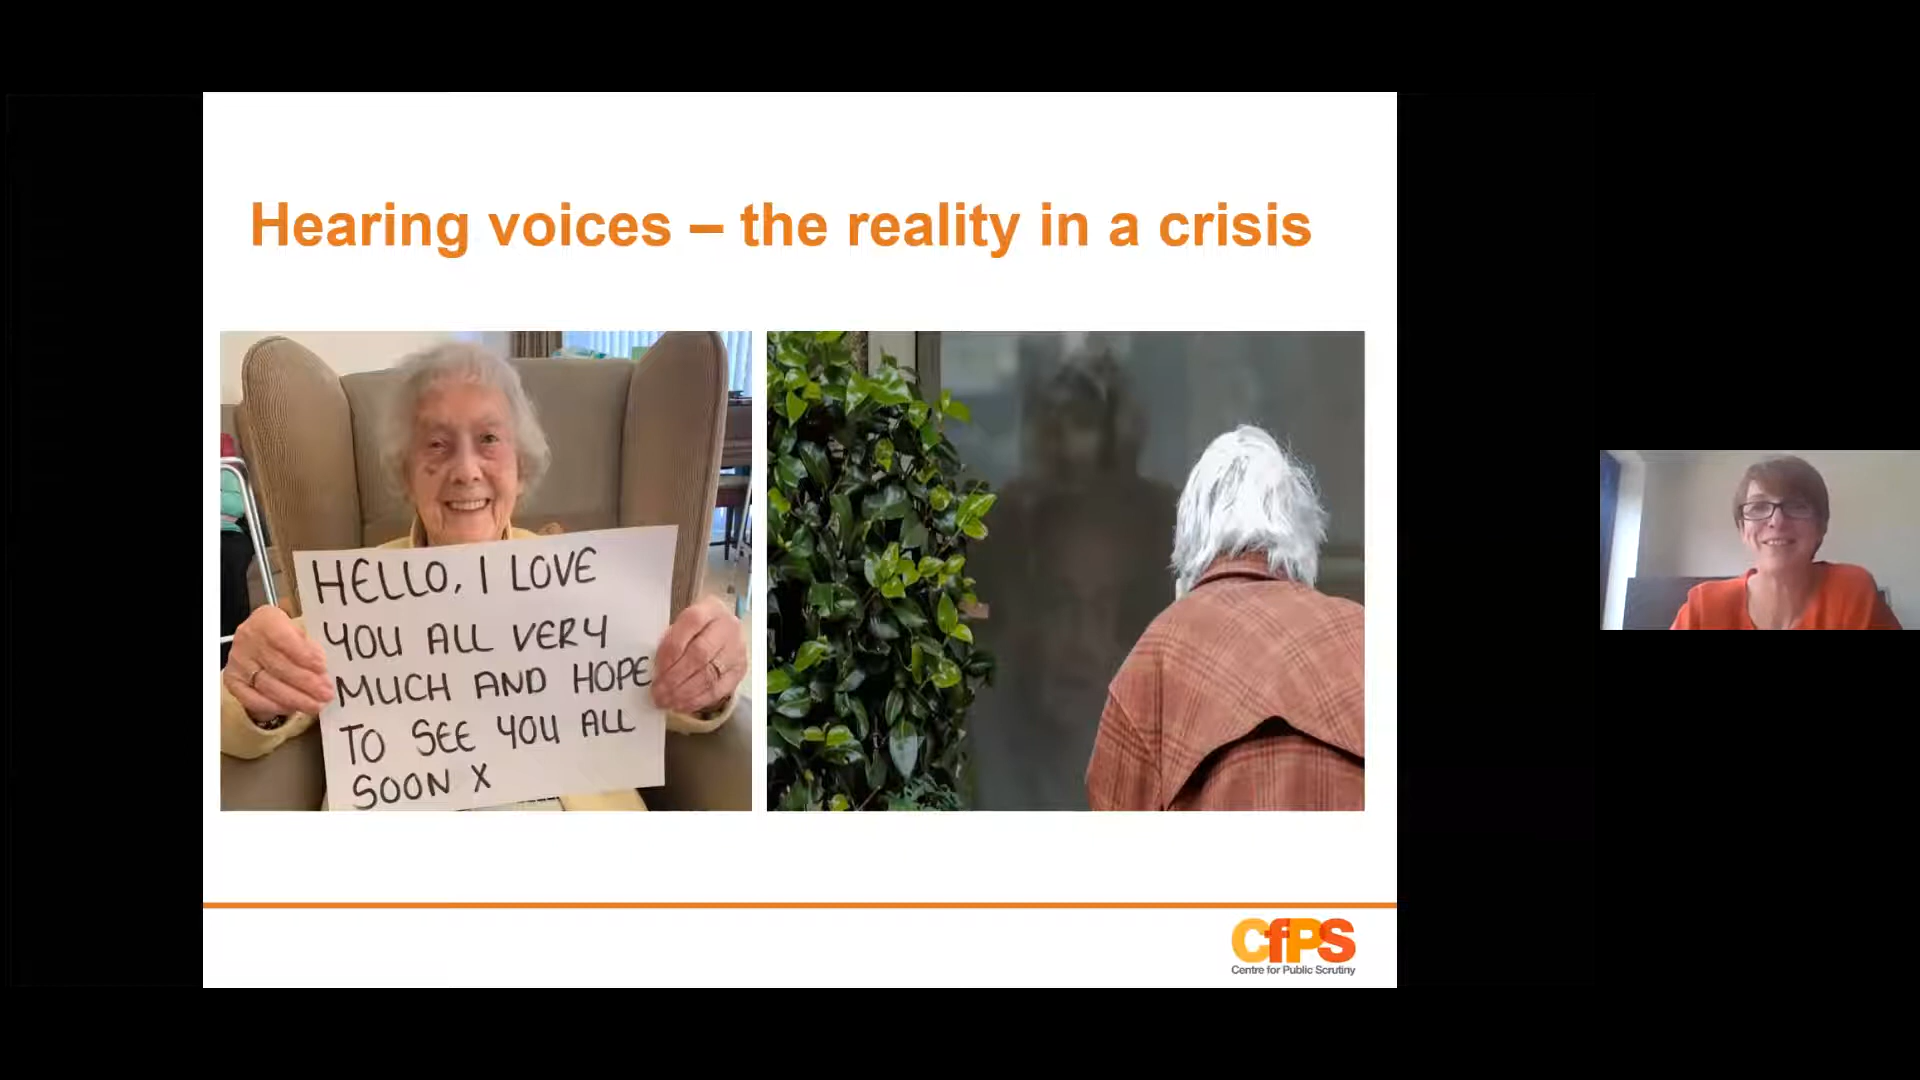 Hearing voices – the reality in a crisis
HELLO, I LOVE
YOU ALL VERY
MUCH AND HOPE
TO SEE YOU ALL
SOON X
CfPS
Centre for Public Scrutiny